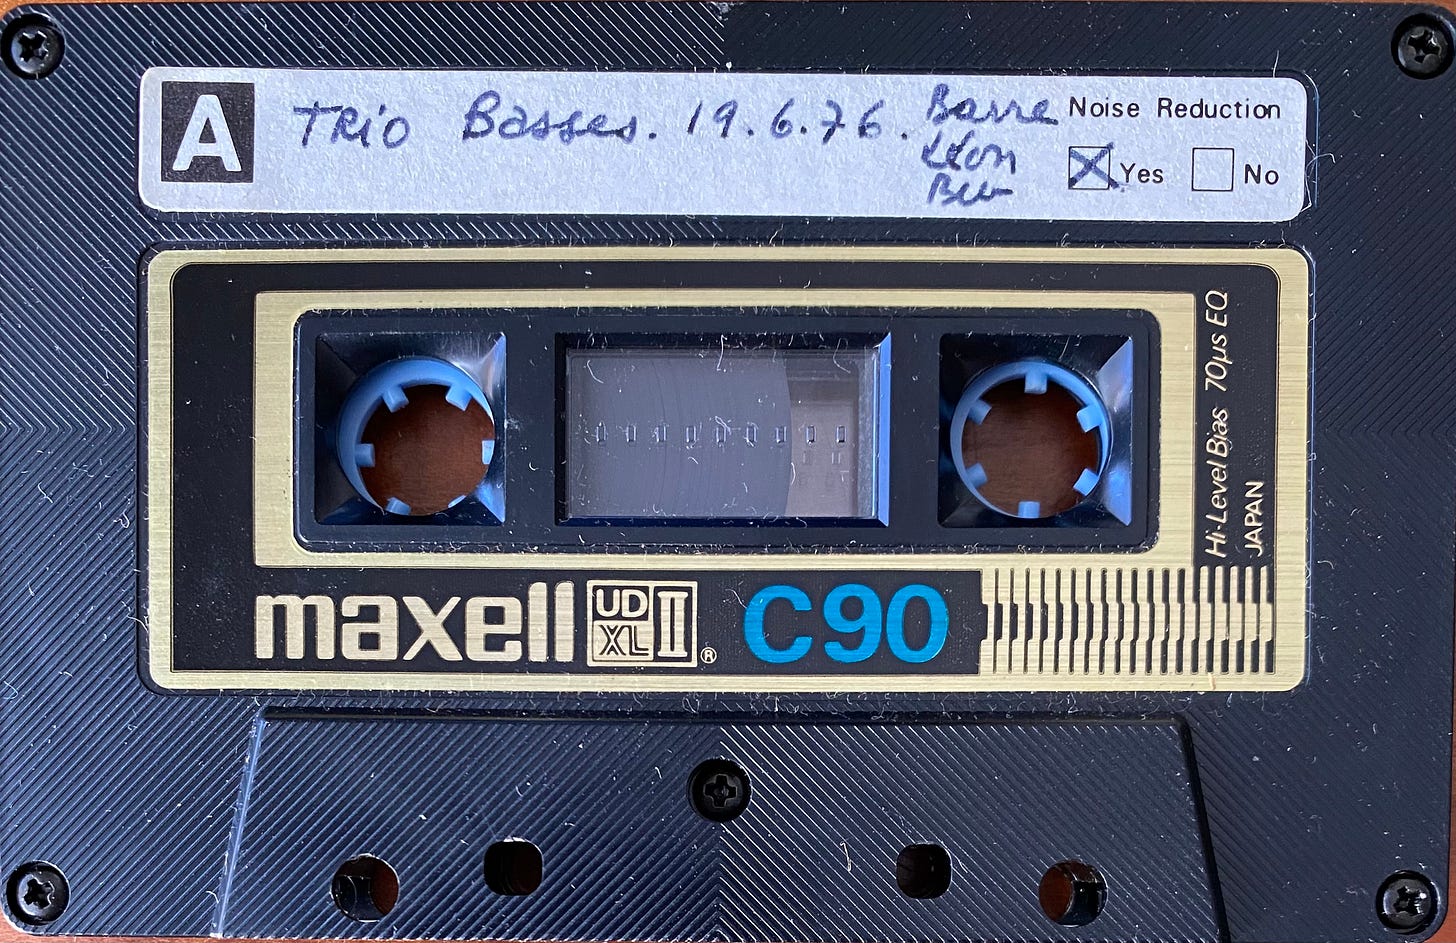 A
TRiO Basses. 19.6.76. Barre
Léon
Noise Reduction
Yes No
Hi-Level Bias 70µs EQ
JAPAN
maxell UD XL II ® C90